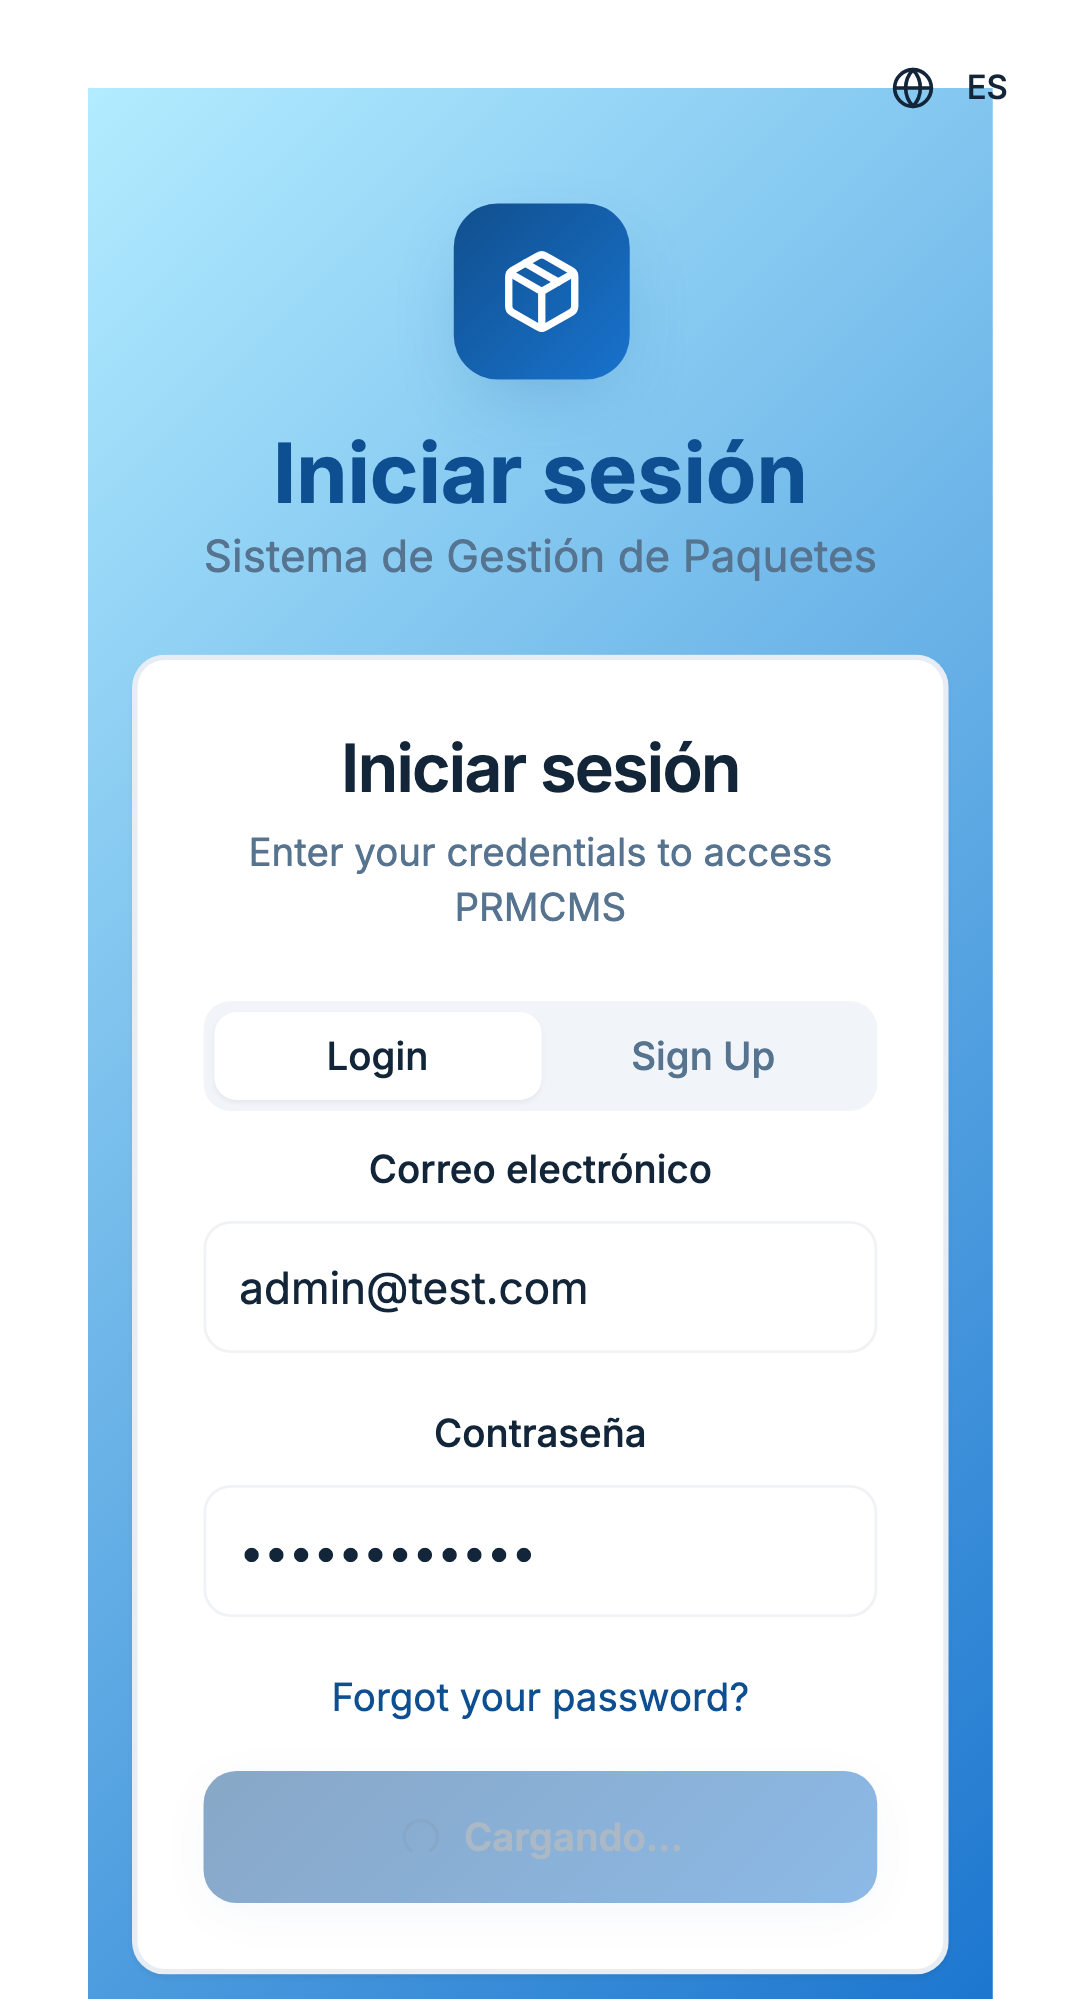 ES
Iniciar sesión
Sistema de Gestión de Paquetes
Iniciar sesión
Enter your credentials to access
PRMCMS
Login
Sign Up
Correo electrónico
admin@test.com
Contraseña
••••••••••••
Forgot your password?
Cargando...